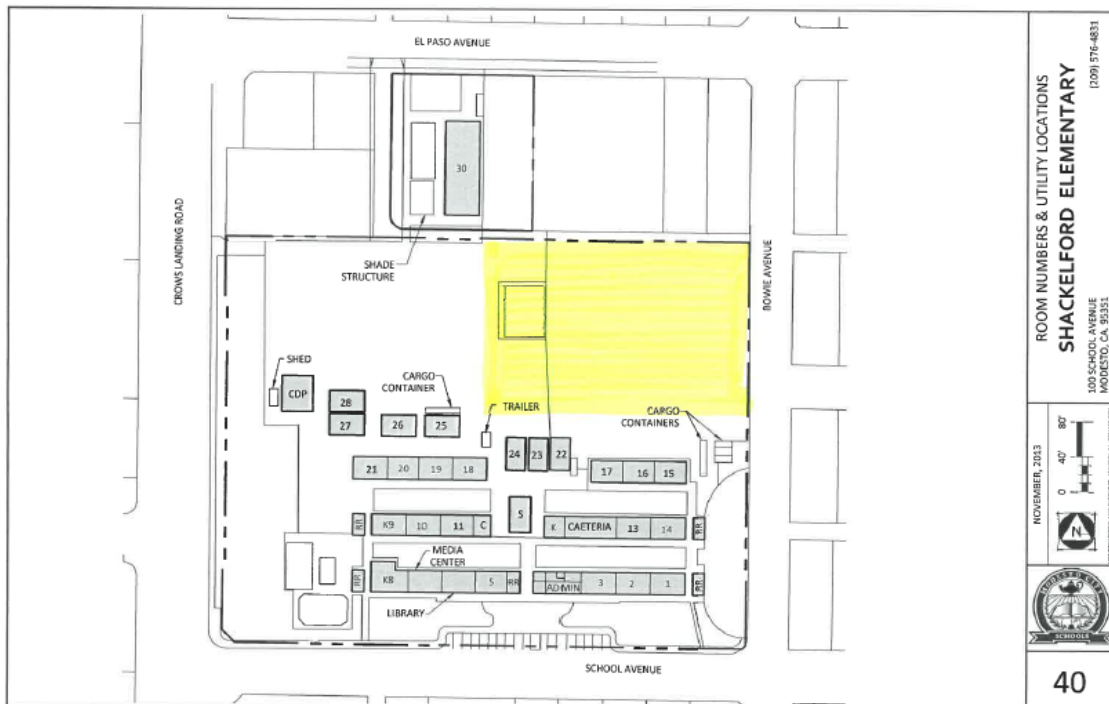 EL PASO AVENUE
30
CROWS LANDING ROAD
SHADE
STRUCTURE
BOWIE AVENUE
SHED
CDP
28
27
26
CARGO
CONTAINER
25
TRAILER
CARGO
CONTAINERS
24
23
22
21
20
19
18
17
16
15
S
RR
K9
10
11
C
K
CAETERIA
13
14
RR
MEDIA
CENTER
RR
K8
5
RR
ADMIN
3
2
1
RR
LIBRARY
SCHOOL AVENUE
ROOM NUMBERS & UTILITY LOCATIONS
SHACKELFORD ELEMENTARY
100 SCHOOL AVENUE
MODESTO, CA. 95351
(209) 576-4831
NOVEMBER, 2013
0 40' 80'
N
MODESTO CITY
SCHOOLS
40